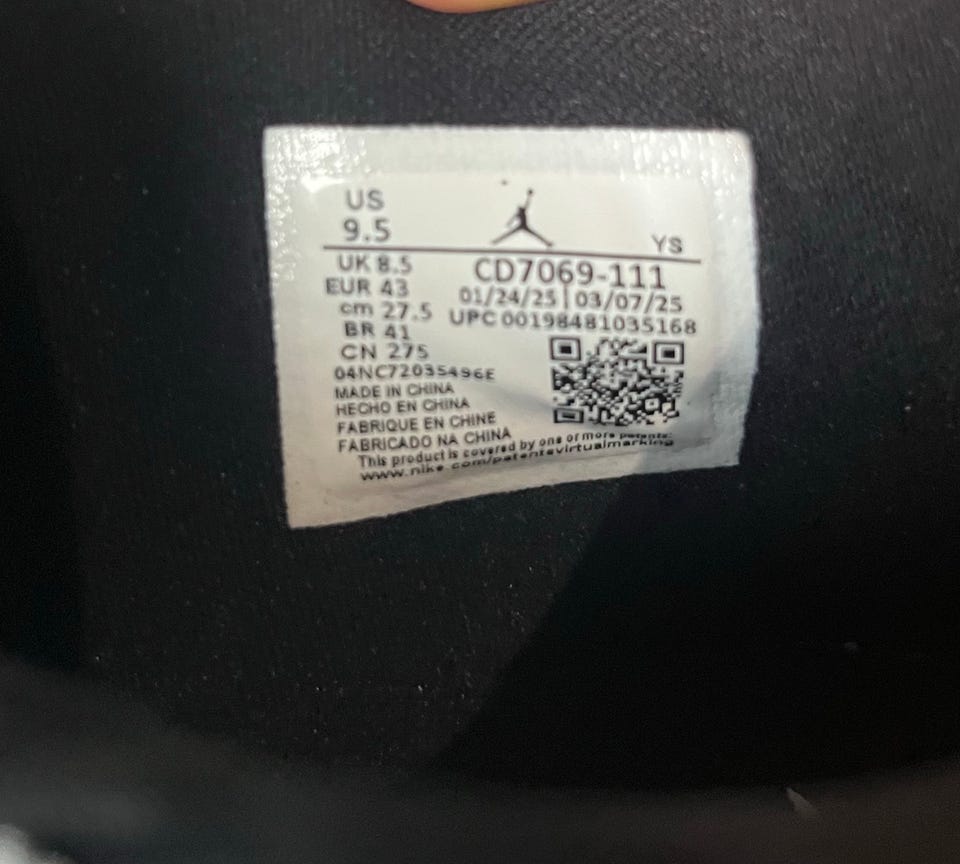 US
9.5
YS
UK 8.5
EUR 43
cm 27.5
BR 41
CN 275
CD7069-111
01/24/25 | 03/07/25
UPC 00198481035168
04NC72035496E
MADE IN CHINA
HECHO EN CHINA
FABRIQUE EN CHINE
FABRICADO NA CHINA
This product is covered by one or more patents:
www.nike.com/patentsvirtualmarking